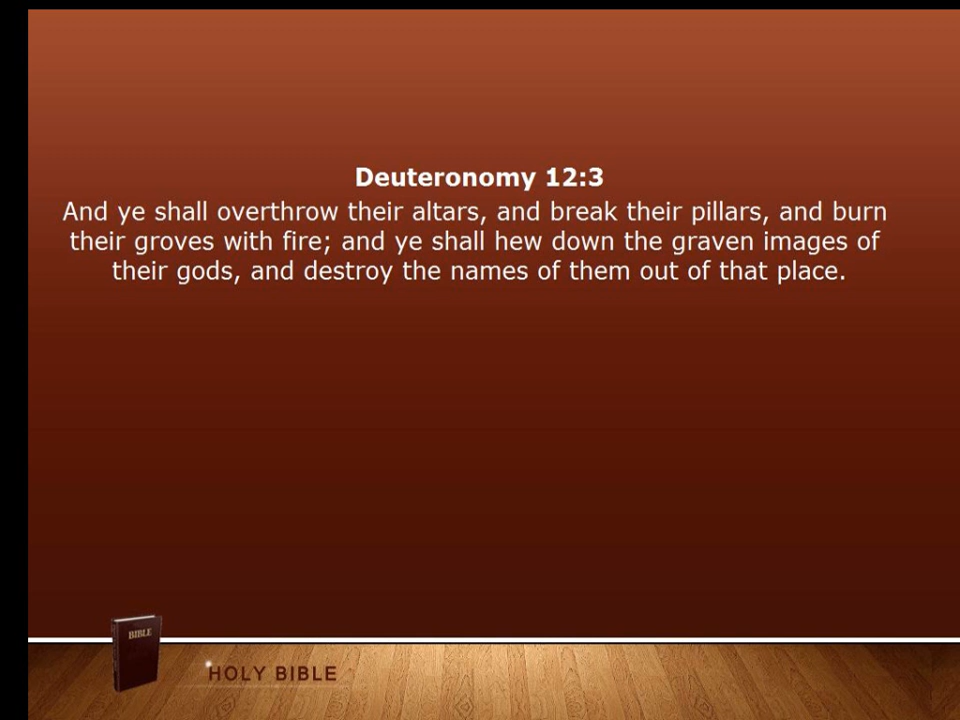 Deuteronomy 12:3
And ye shall overthrow their altars, and break their pillars, and burn
their groves with fire; and ye shall hew down the graven images of
their gods, and destroy the names of them out of that place.
BIBLE
HOLY BIBLE